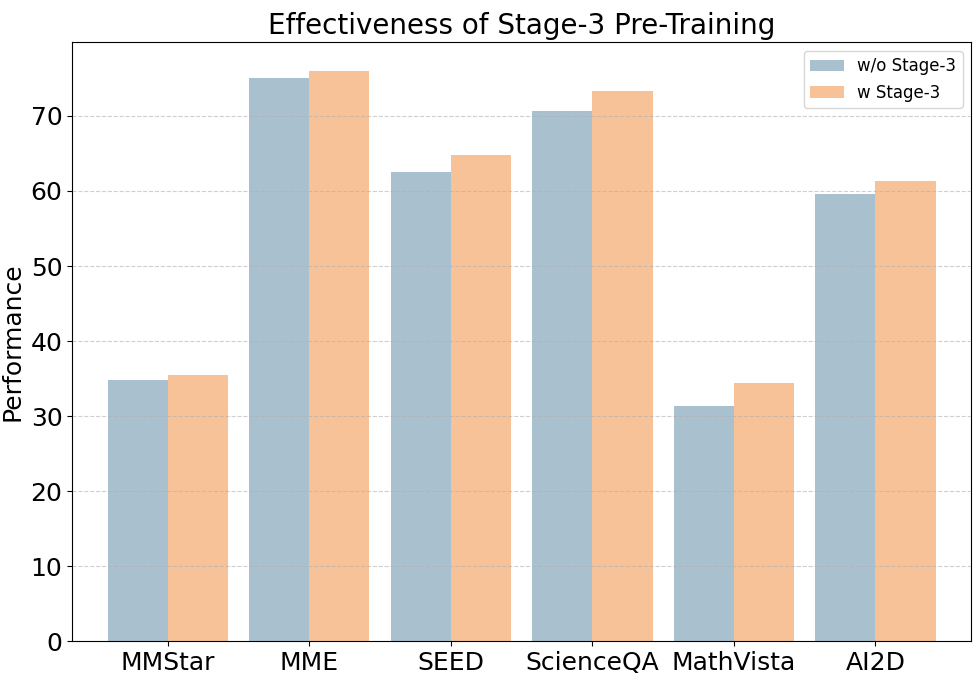 Effectiveness of Stage-3 Pre-Training
w/o Stage-3
w Stage-3
Performance
70
60
50
40
30
20
10
0
MMStar MME SEED ScienceQA MathVista AI2D